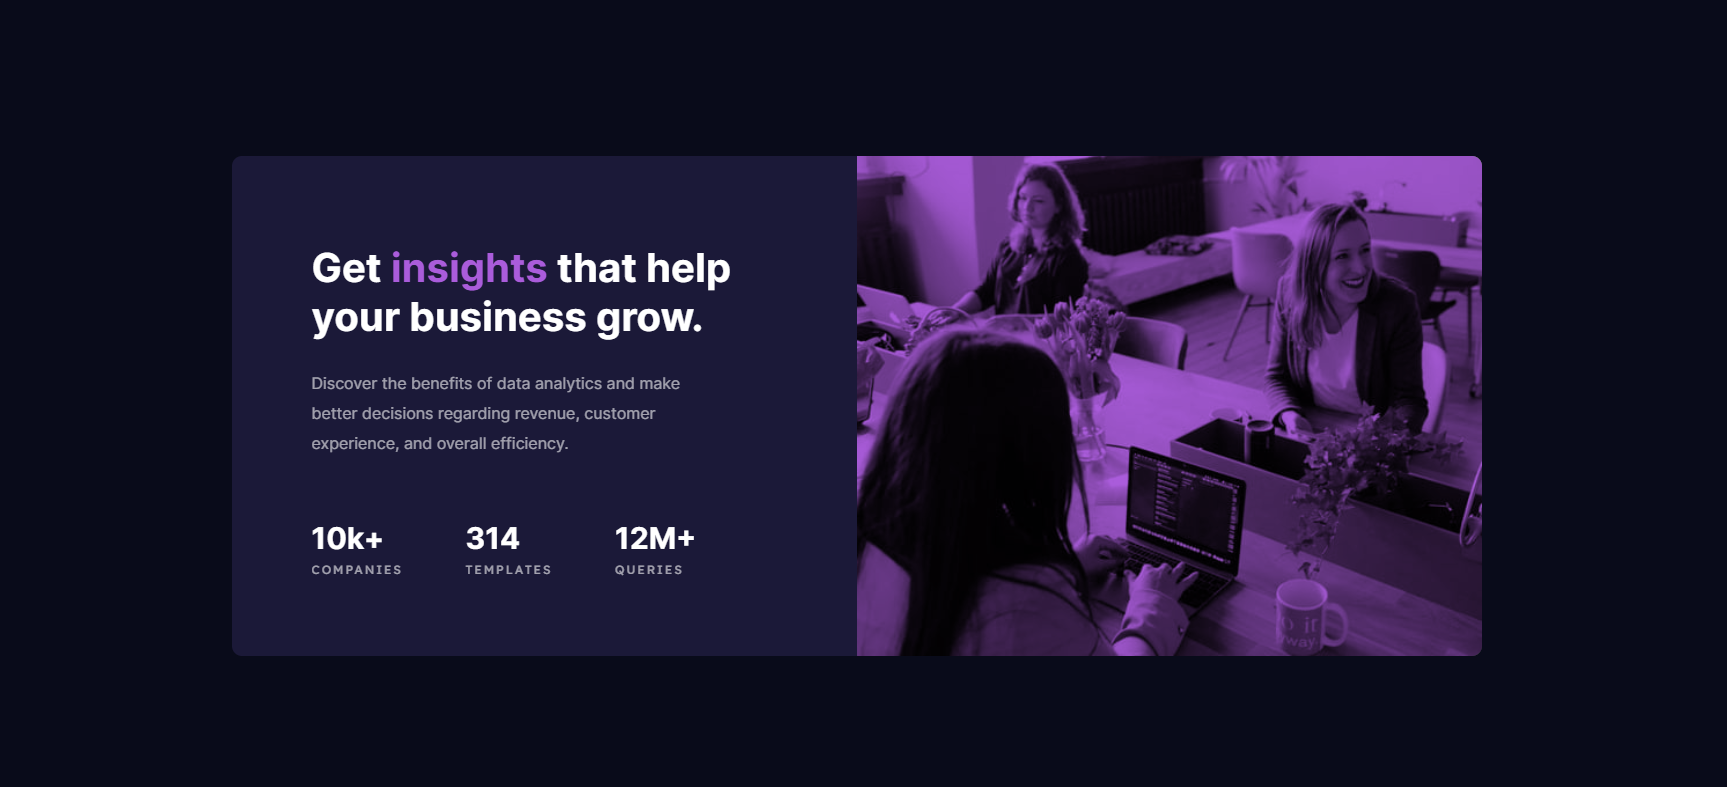 Get insights that help
your business grow.
Discover the benefits of data analytics and make
better decisions regarding revenue, customer
experience, and overall efficiency.
10k+ 314 12M+
COMPANIES TEMPLATES QUERIES